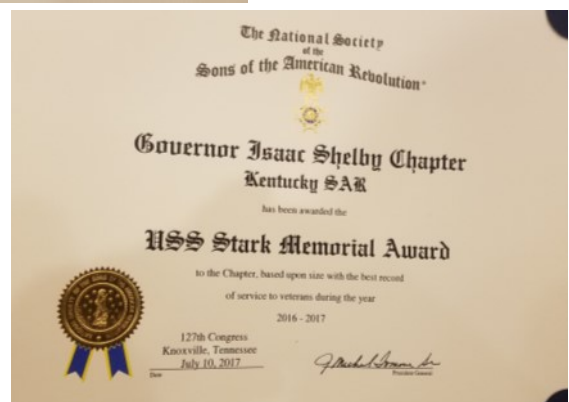 The National Society
of the
Sons of the American Revolution®
Governor Isaac Shelby Chapter
Kentucky SAR
has been awarded the
USS Stark Memorial Award
to the Chapter, based upon size with the best record
of service to veterans during the year
2016 - 2017
127th Congress
Knoxville, Tennessee
July 10, 2017
Date
President General